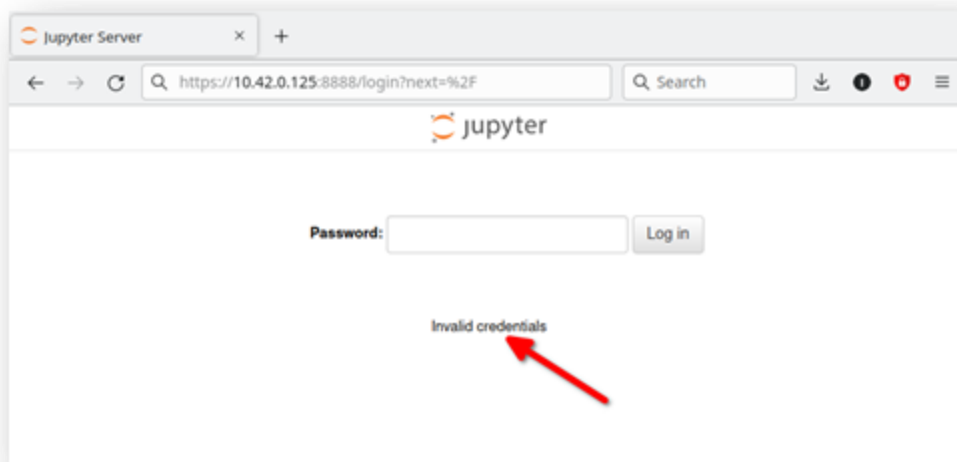 Jupyter Server
https://10.42.0.125:8888/login?next=%2F
Search
jupyter
Password:
Log in
Invalid credentials